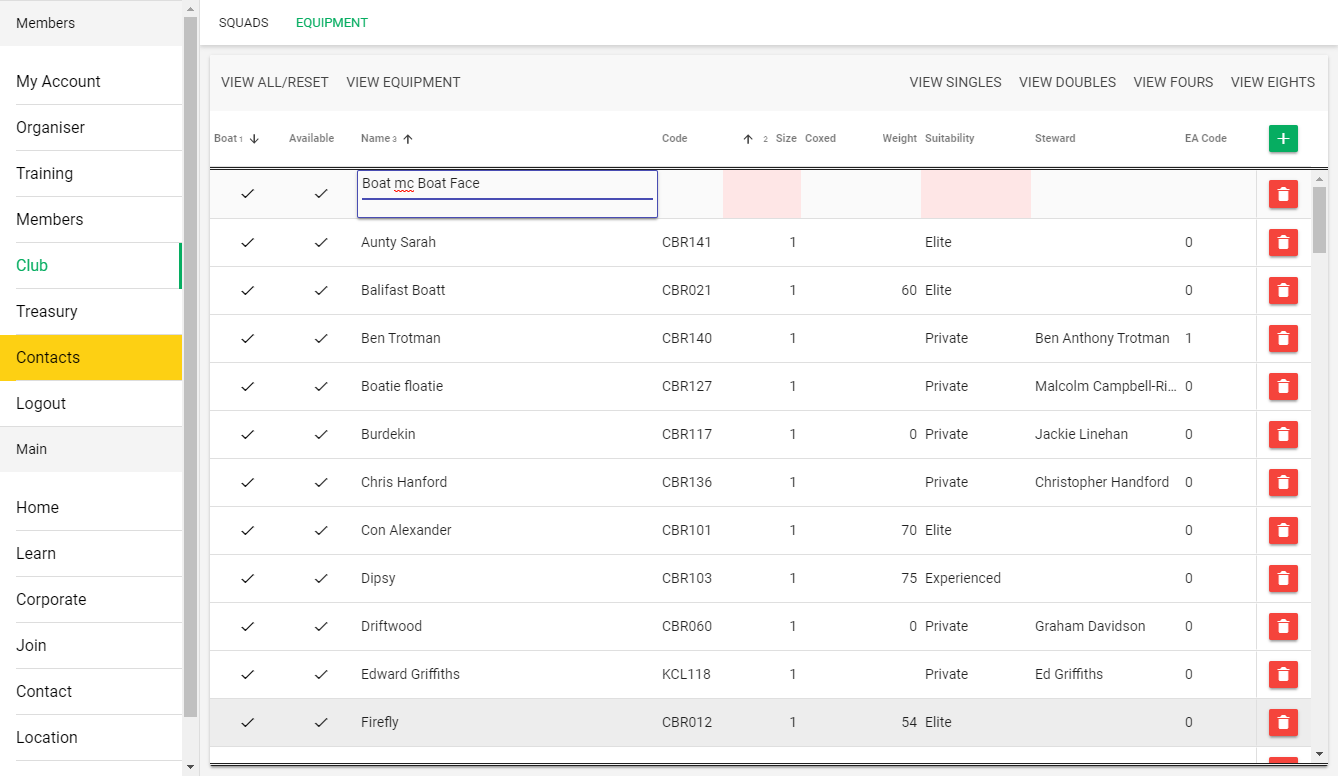 Members
My Account
Organiser
Training
Members
Club
Treasury
Contacts
Logout
Main
Home
Learn
Corporate
Join
Contact
Location
SQUADS EQUIPMENT
VIEW ALL/RESET VIEW EQUIPMENT VIEW SINGLES VIEW DOUBLES VIEW FOURS VIEW EIGHTS
Boat 1 Available Name 3 Code 2 Size Coxed Weight Suitability Steward EA Code
Boat mc Boat Face
Aunty Sarah CBR141 1 Elite 0
Balifast Boatt CBR021 1 60 Elite 0
Ben Trotman CBR140 1 Private Ben Anthony Trotman 1
Boatie floatie CBR127 1 Private Malcolm Campbell-Ri... 0
Burdekin CBR117 1 0 Private Jackie Linehan 0
Chris Hanford CBR136 1 Private Christopher Handford 0
Con Alexander CBR101 1 70 Elite 0
Dipsy CBR103 1 75 Experienced 0
Driftwood CBR060 1 0 Private Graham Davidson 0
Edward Griffiths KCL118 1 Private Ed Griffiths 0
Firefly CBR012 1 54 Elite 0